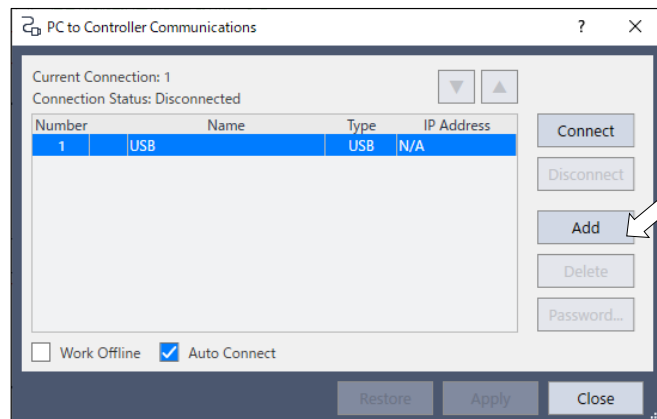 PC to Controller Communications ? ×
Current Connection: 1
Connection Status: Disconnected
Number Name Type IP Address
1 USB USB N/A
Connect
Disconnect
Add
Delete
Password...
Work Offline Auto Connect
Restore Apply Close